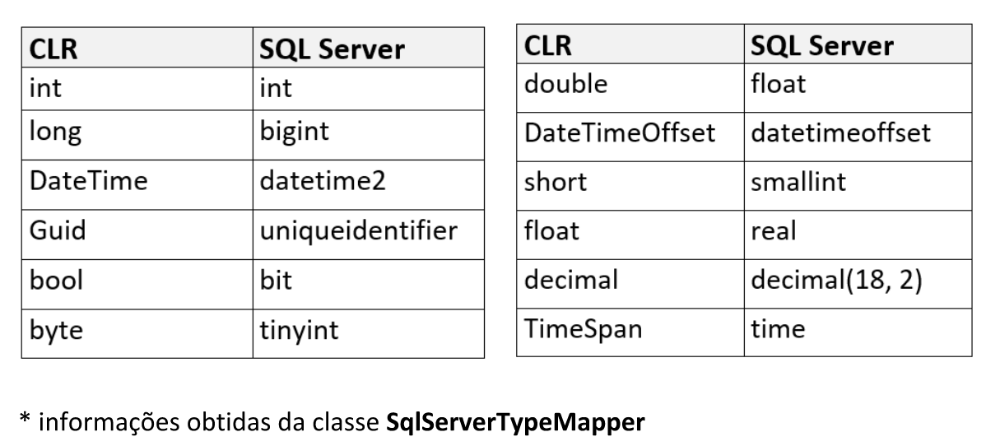 CLR SQL Server
int int
long bigint
DateTime datetime2
Guid uniqueidentifier
bool bit
byte tinyint
CLR SQL Server
double float
DateTimeOffset datetimeoffset
short smallint
float real
decimal decimal(18, 2)
TimeSpan time
* informações obtidas da classe SqlServerTypeMapper